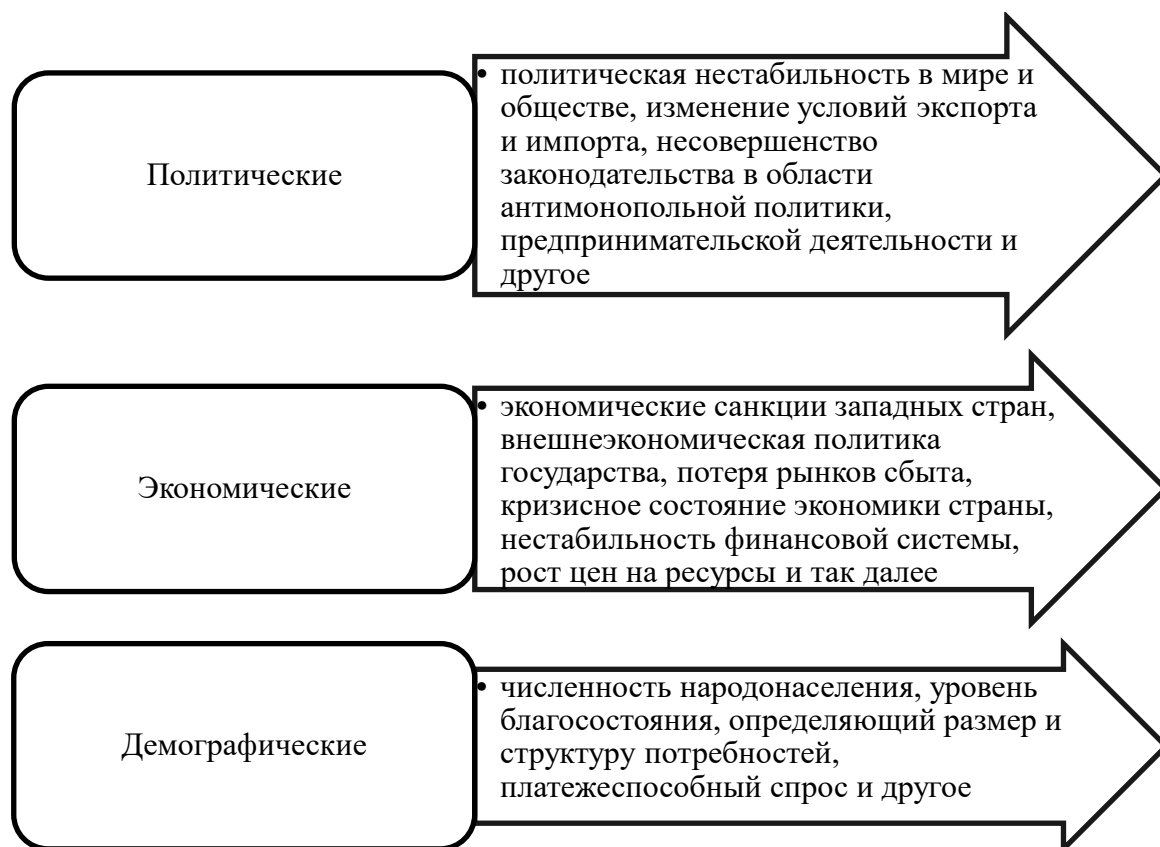 Политические
• политическая нестабильность в мире и
обществе, изменение условий экспорта
и импорта, несовершенство
законодательства в области
антимонопольной политики,
предпринимательской деятельности и
другое
Экономические
• экономические санкции западных стран,
внешнеэкономическая политика
государства, потеря рынков сбыта,
кризисное состояние экономики страны,
нестабильность финансовой системы,
рост цен на ресурсы и так далее
Демографические
• численность народонаселения, уровень
благосостояния, определяющий размер и
структуру потребностей,
платежеспособный спрос и другое